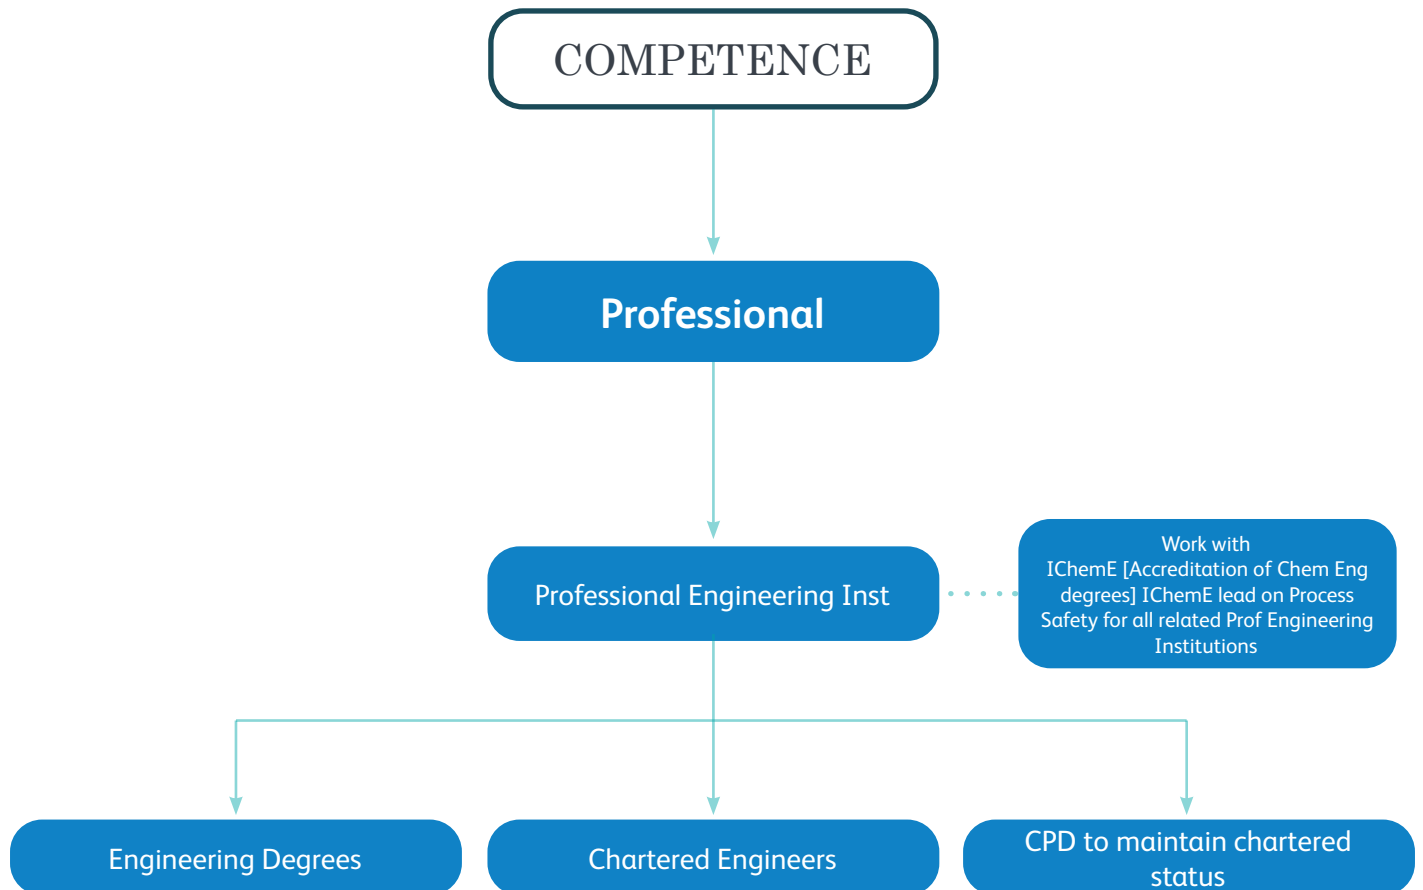 COMPETENCE
Professional
Professional Engineering Inst
Work with
IChemE [Accreditation of Chem Eng
degrees] IChemE lead on Process
Safety for all related Prof Engineering
Institutions
Engineering Degrees
Chartered Engineers
CPD to maintain chartered
status